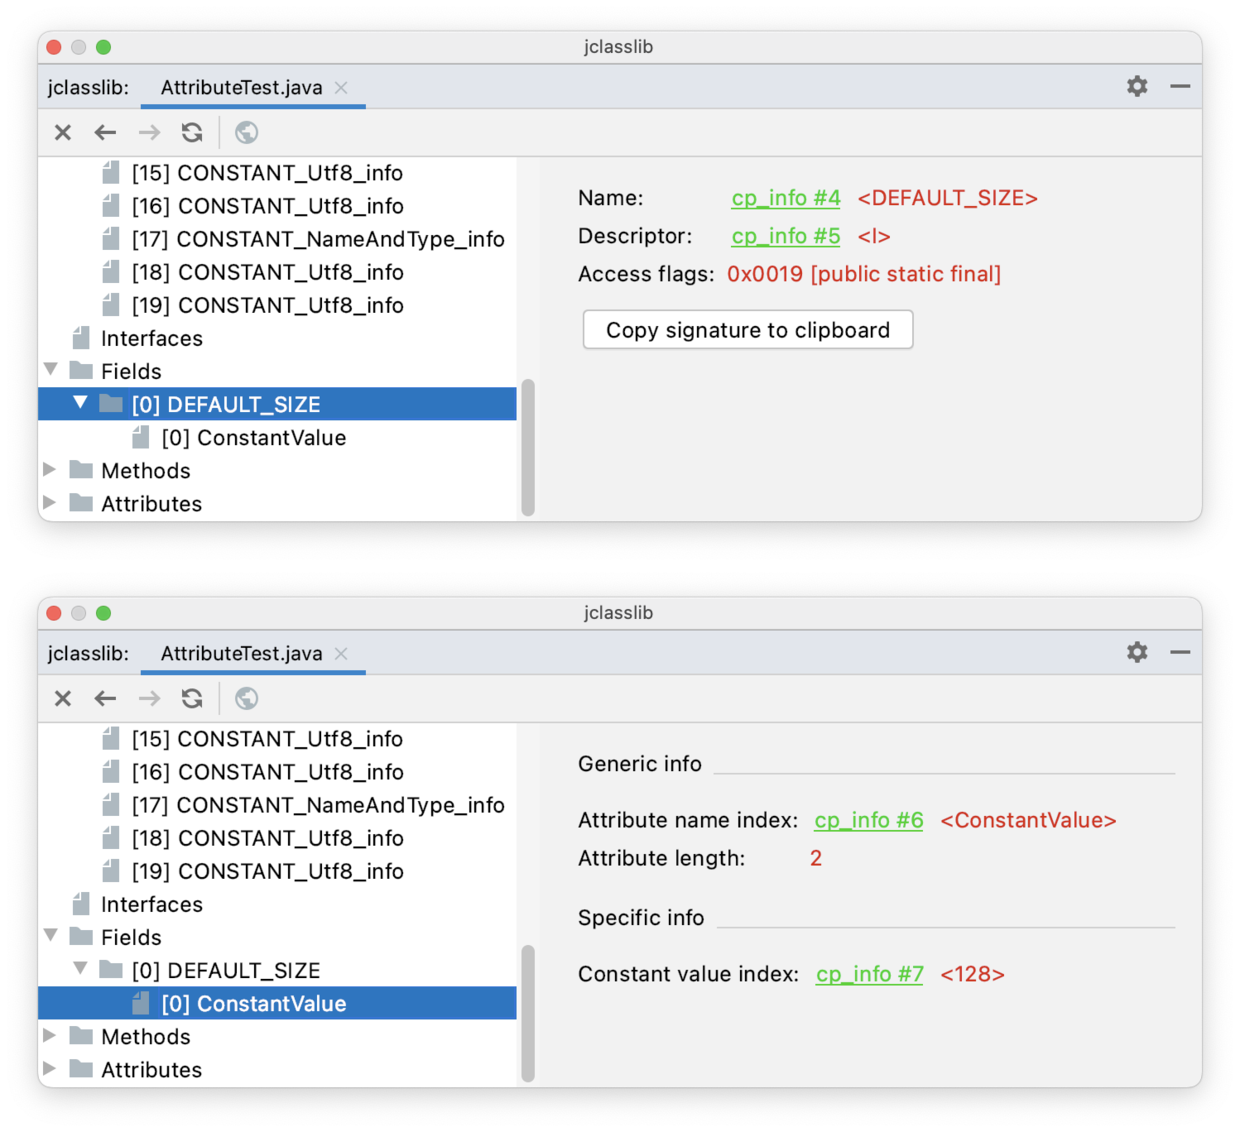 jclasslib
jclasslib: AttributeTest.java
[15] CONSTANT_Utf8_info
[16] CONSTANT_Utf8_info
[17] CONSTANT_NameAndType_info
[18] CONSTANT_Utf8_info
[19] CONSTANT_Utf8_info
Interfaces
Fields
[0] DEFAULT_SIZE
[0] ConstantValue
Methods
Attributes
Name: cp_info #4 <DEFAULT_SIZE>
Descriptor: cp_info #5 <I>
Access flags: 0x0019 [public static final]
Copy signature to clipboard
jclasslib
jclasslib: AttributeTest.java
[15] CONSTANT_Utf8_info
[16] CONSTANT_Utf8_info
[17] CONSTANT_NameAndType_info
[18] CONSTANT_Utf8_info
[19] CONSTANT_Utf8_info
Interfaces
Fields
[0] DEFAULT_SIZE
[0] ConstantValue
Methods
Attributes
Generic info
Attribute name index: cp_info #6 <ConstantValue>
Attribute length: 2
Specific info
Constant value index: cp_info #7 <128>